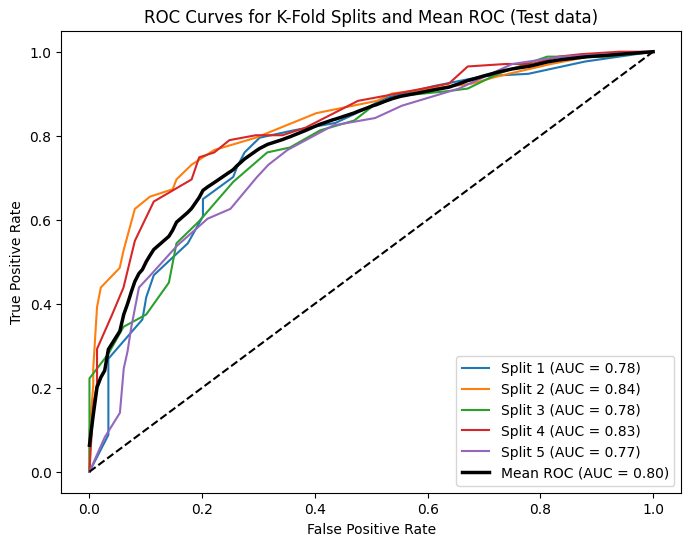 ROC Curves for K-Fold Splits and Mean ROC (Test data)
True Positive Rate
1.0
0.8
0.6
0.4
0.2
0.0
Split 1 (AUC = 0.78)
Split 2 (AUC = 0.84)
Split 3 (AUC = 0.78)
Split 4 (AUC = 0.83)
Split 5 (AUC = 0.77)
Mean ROC (AUC = 0.80)
0.0 0.2 0.4 0.6 0.8 1.0
False Positive Rate